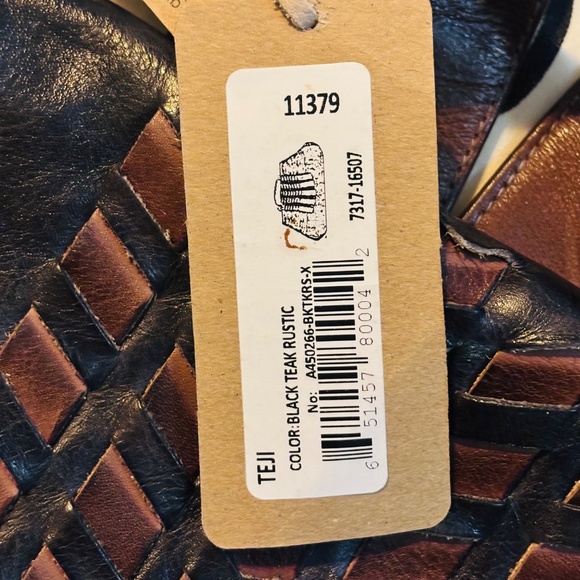 11379
7317-16507
TEJI
COLOR: BLACK TEAK RUSTIC
No: A450266-BKTKRS-X
6 51457 80004 2